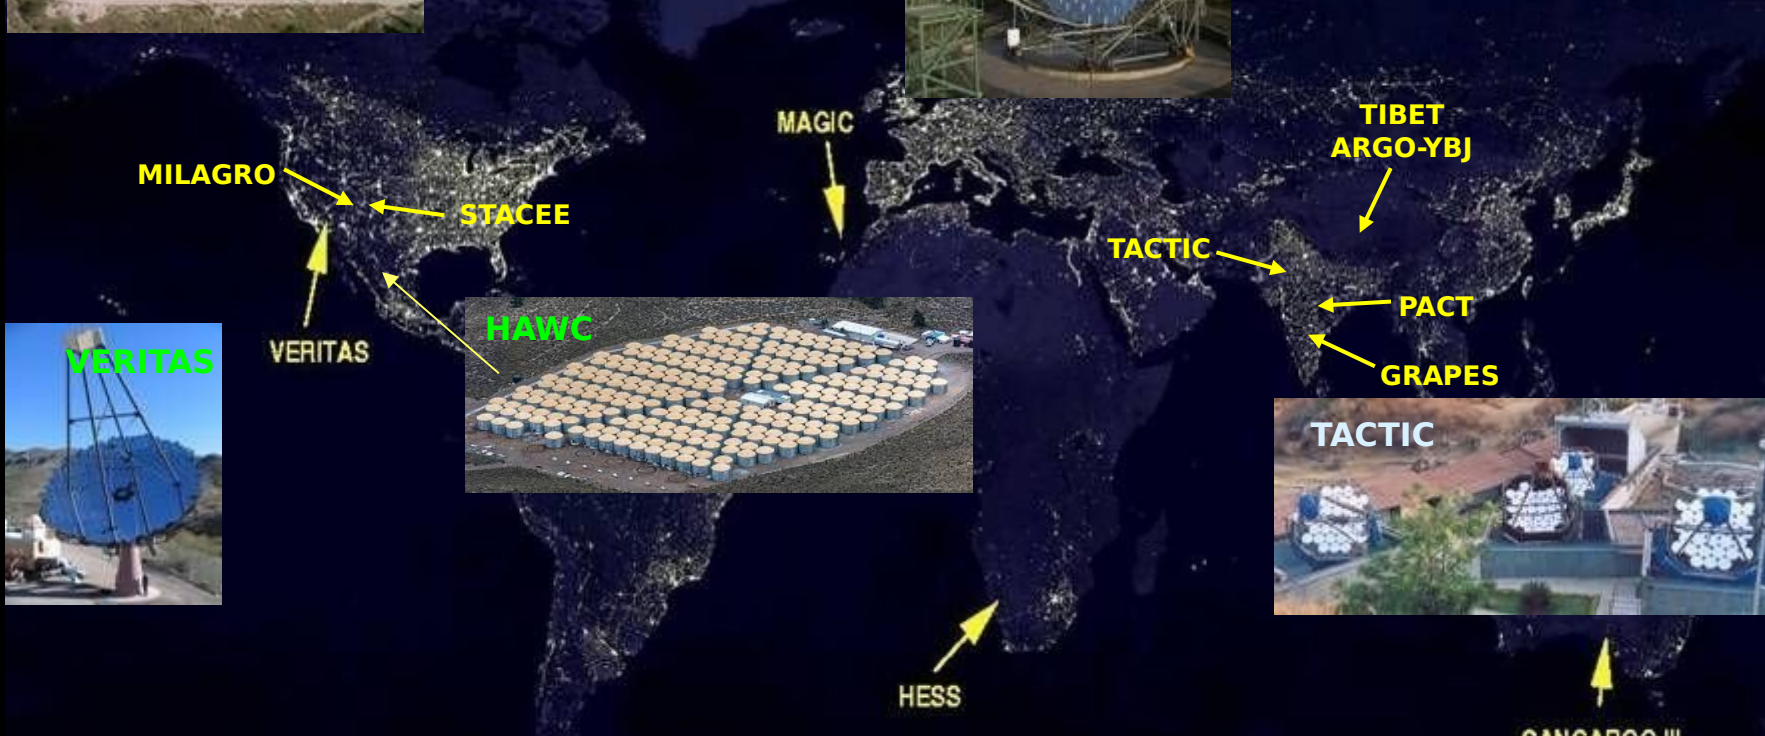 MAGIC
TIBET
ARGO-YBJ
MILAGRO
STACEE
TACTIC
PACT
VERITAS
HAWC
VERITAS
GRAPES
TACTIC
HESS